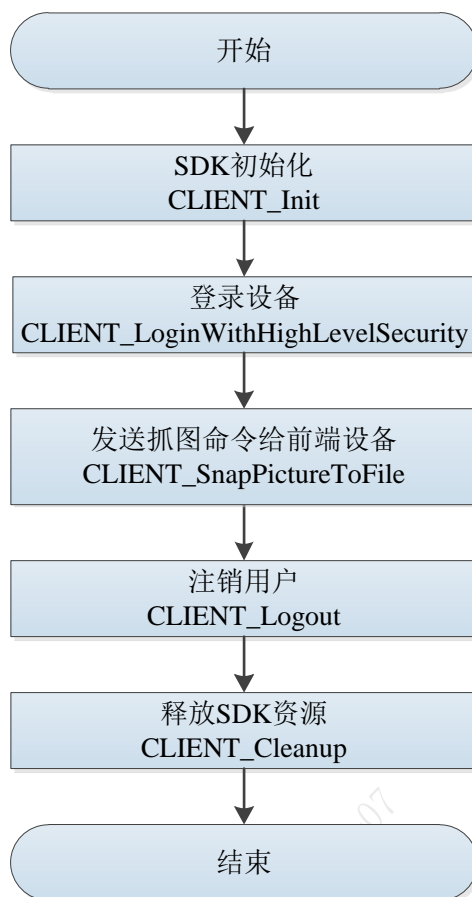 开始
SDK初始化
CLIENT_Init
登录设备
CLIENT_LoginWithHighLevelSecurity
发送抓图命令给前端设备
CLIENT_SnapPictureToFile
注销用户
CLIENT_Logout
释放SDK资源
CLIENT_Cleanup
07
结束